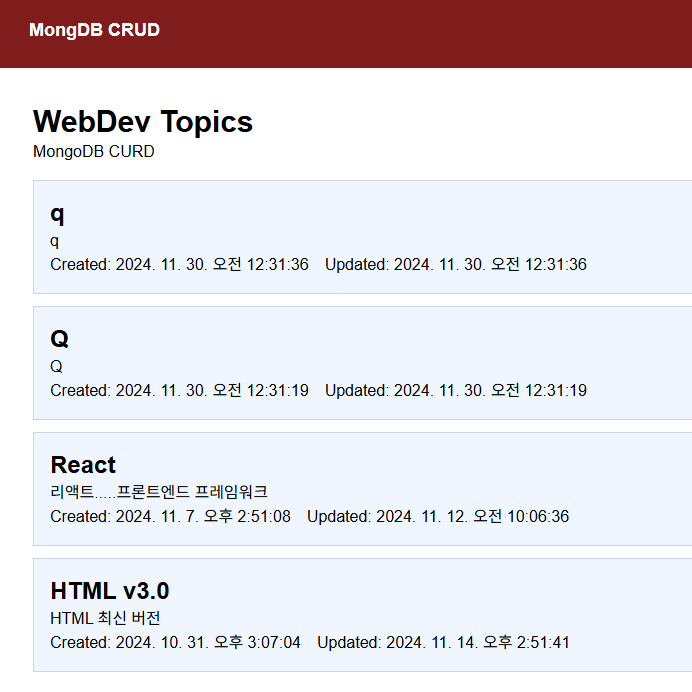 MongDB CRUD
WebDev Topics
MongoDB CURD
q
q
Created: 2024. 11. 30. 오전 12:31:36 Updated: 2024. 11. 30. 오전 12:31:36
Q
Q
Created: 2024. 11. 30. 오전 12:31:19 Updated: 2024. 11. 30. 오전 12:31:19
React
리액트.....프론트엔드 프레임워크
Created: 2024. 11. 7. 오후 2:51:08 Updated: 2024. 11. 12. 오전 10:06:36
HTML v3.0
HTML 최신 버전
Created: 2024. 10. 31. 오후 3:07:04 Updated: 2024. 11. 14. 오후 2:51:41